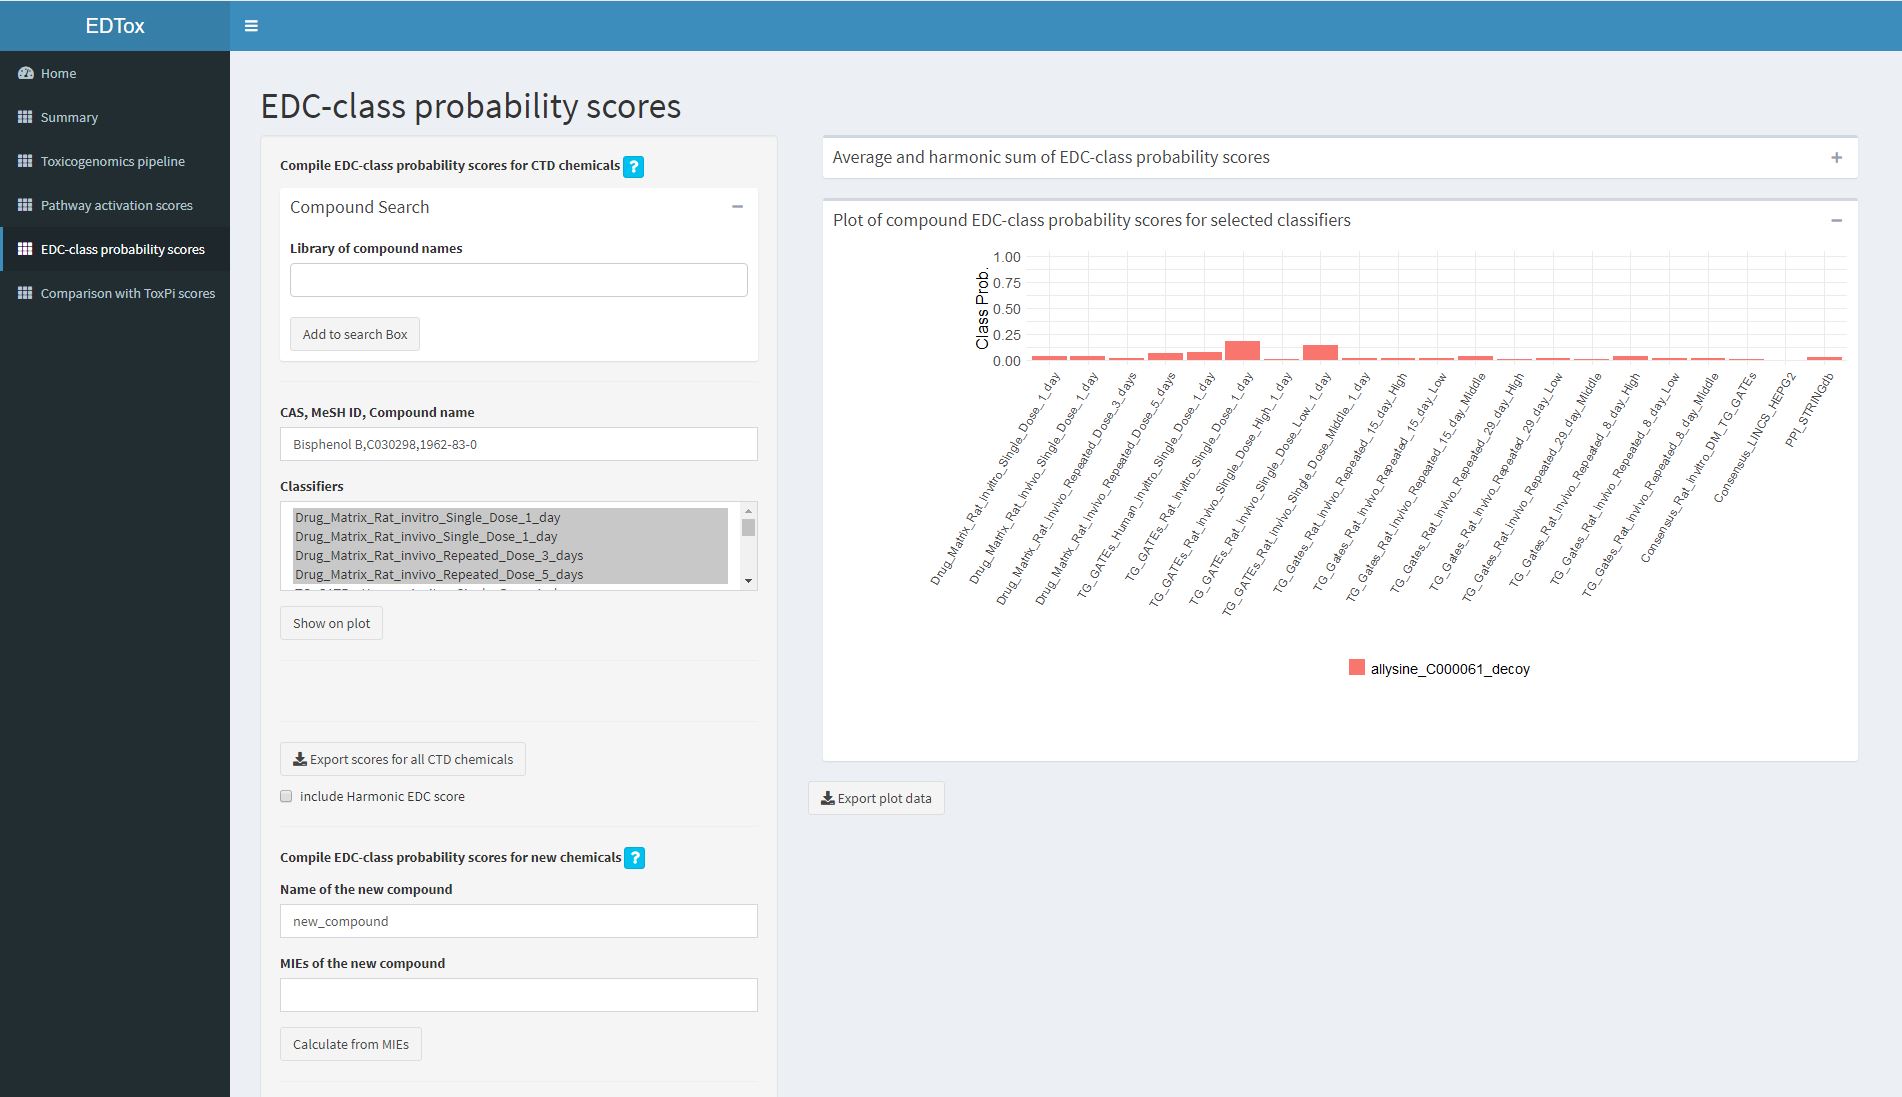 EDTox
Home
Summary
Toxicogenomics pipeline
Pathway activation scores
EDC-class probability scores
Comparison with ToxPi scores
EDC-class probability scores
Compile EDC-class probability scores for CTD chemicals ?
Compound Search
Library of compound names
Add to search Box
CAS, MeSH ID, Compound name
Bisphenol B,C030298,1962-83-0
Classifiers
Drug_Matrix_Rat_invitro_Single_Dose_1_day
Drug_Matrix_Rat_invivo_Single_Dose_1_day
Drug_Matrix_Rat_invivo_Repeated_Dose_3_days
Drug_Matrix_Rat_invivo_Repeated_Dose_5_days
Show on plot
Export scores for all CTD chemicals
include Harmonic EDC score
Compile EDC-class probability scores for new chemicals ?
Name of the new compound
new_compound
MIEs of the new compound
Calculate from MIEs
Average and harmonic sum of EDC-class probability scores
Plot of compound EDC-class probability scores for selected classifiers
Class Prob.
1.00
0.75
0.50
0.25
0.00
Drug_Matrix_Rat_invitro_Single_Dose_1_day
Drug_Matrix_Rat_invivo_Single_Dose_1_day
Drug_Matrix_Rat_invivo_Repeated_Dose_3_days
Drug_Matrix_Rat_invivo_Repeated_Dose_5_days
TG_GATEs_Human_invitro_Single_Dose_1_day
TG_GATEs_Rat_invitro_Single_Dose_1_day
TG_GATEs_Rat_invivo_Single_Dose_High_1_day
TG_GATEs_Rat_invivo_Single_Dose_Low_1_day
TG_GATEs_Rat_invivo_Single_Dose_Middle_1_day
TG_Gates_Rat_invivo_Repeated_15_day_High
TG_Gates_Rat_invivo_Repeated_15_day_Low
TG_Gates_Rat_invivo_Repeated_15_day_Middle
TG_Gates_Rat_invivo_Repeated_29_day_High
TG_Gates_Rat_invivo_Repeated_29_day_Low
TG_Gates_Rat_invivo_Repeated_29_day_Middle
TG_Gates_Rat_invivo_Repeated_8_day_High
TG_Gates_Rat_invivo_Repeated_8_day_Low
TG_Gates_Rat_invivo_Repeated_8_day_Middle
Consensus_Rat_invitro_DM_TG_GATEs
Consensus_LINCS_HEPG2
PPI_STRINGdb
allysine_C000061_decoy
Export plot data